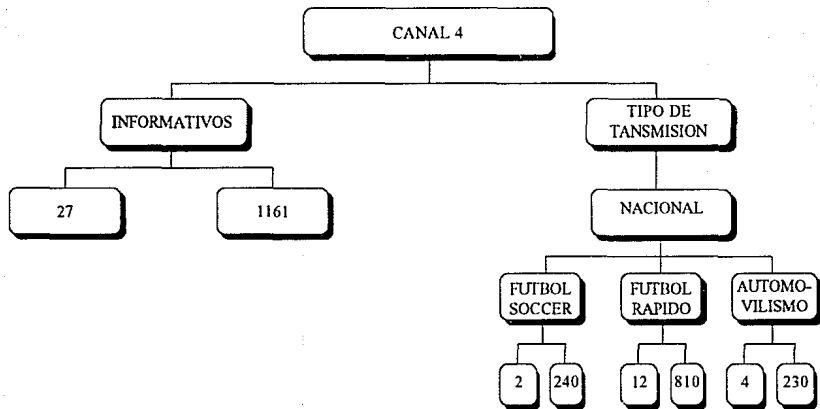 CANAL 4
INFORMATIVOS
TIPO DE
TANSMISION
27
1161
NACIONAL
FUTBOL
SOCCER
FUTBOL
RAPIDO
AUTOMO-
VILISMO
2
240
12
810
4
230